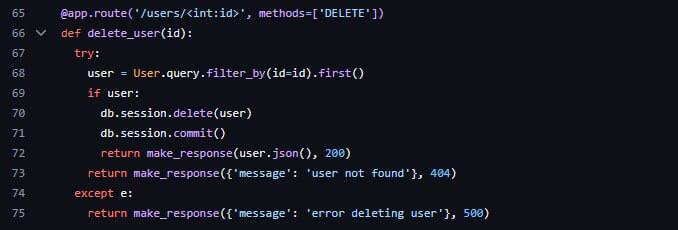 65 @app.route('/users/<int:id>', methods=['DELETE'])
66 def delete_user(id):
67   try:
68     user = User.query.filter_by(id=id).first()
69     if user:
70       db.session.delete(user)
71       db.session.commit()
72       return make_response(user.json(), 200)
73     return make_response({'message': 'user not found'}, 404)
74   except e:
75     return make_response({'message': 'error deleting user'}, 500)